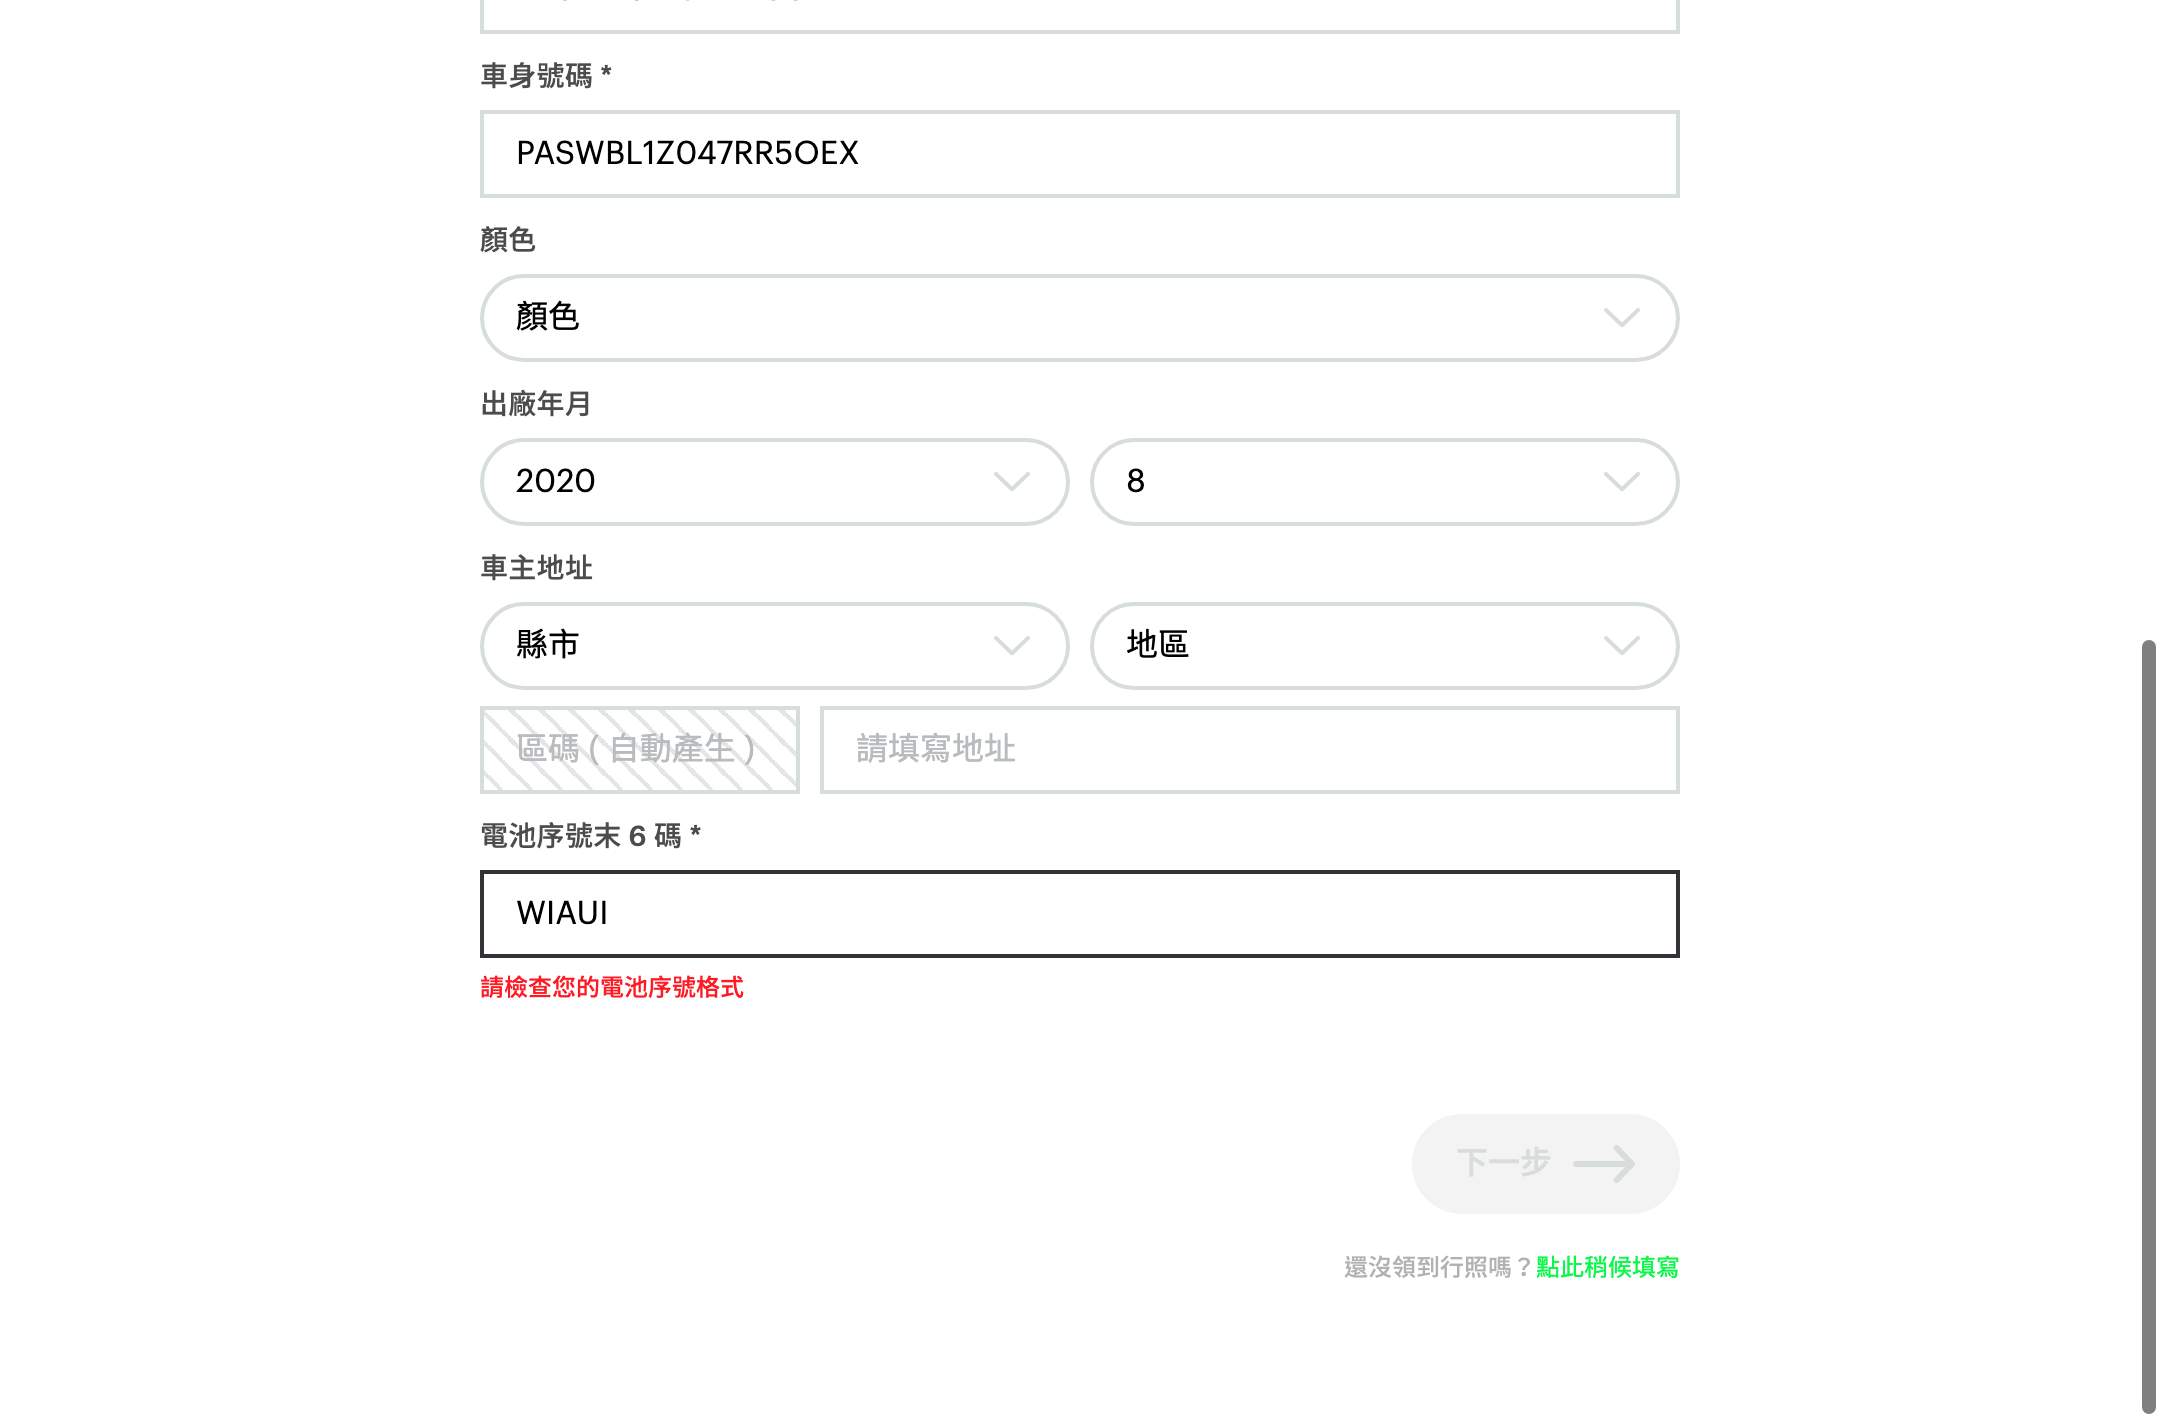 車身號碼 *
PASWBL1Z047RR5OEX
顏色
顏色
出廠年月
2020
8
車主地址
縣市
地區
區碼 ( 自動產生 )
請填寫地址
電池序號末 6 碼 *
WIAUI
請檢查您的電池序號格式
下一步
還沒領到行照嗎？點此稍候填寫